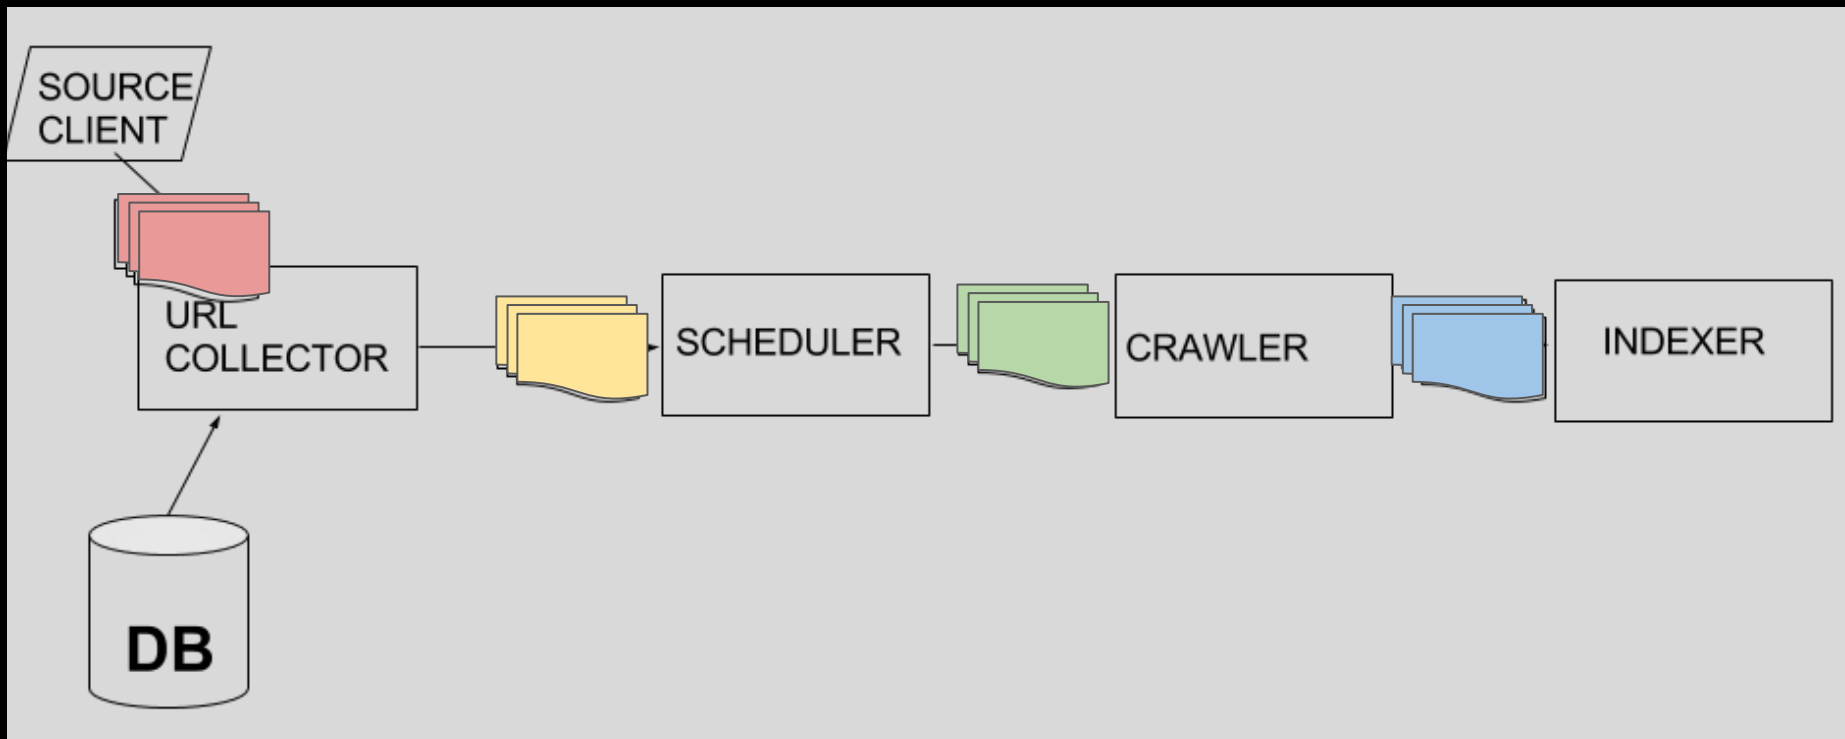 SOURCE
CLIENT
URL
COLLECTOR
SCHEDULER
CRAWLER
INDEXER
DB